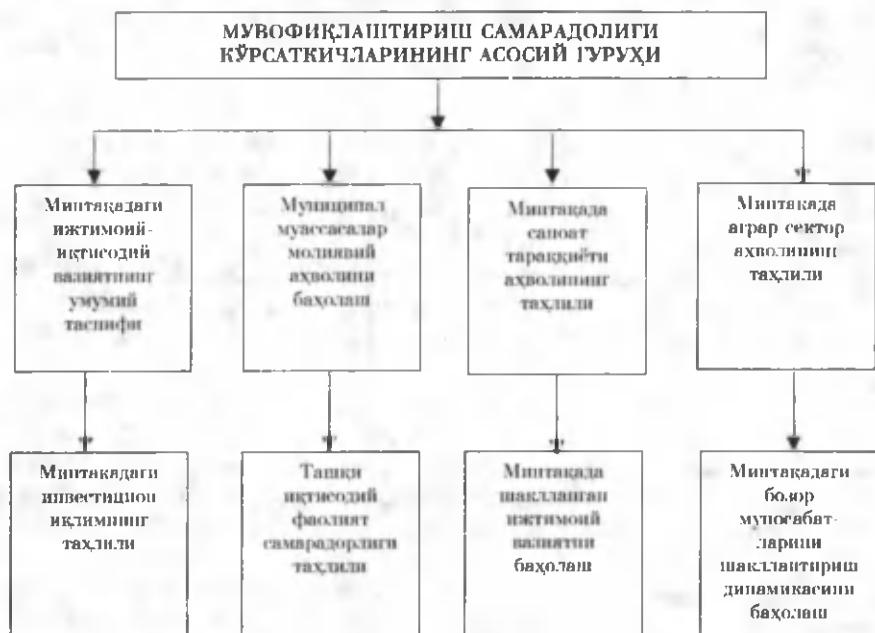 МУВОФИҚЛАШТИРИШ САМАРАДОЛИГИ
КЎРСАТКИЧЛАРИНИНГ АСОСИЙ ГУРУҲИ
Минтақадаги
ижтимоий-
иқтисодий
вазиятнинг
умумий
таснифи
Муниципал
муассасалар
молиявий
аҳволини
баҳолаш
Минтақада
саноат
тараққиёти
аҳволининг
таҳлили
Минтақада
аграр сектор
аҳволининг
таҳлили
Минтақадаги
инвестицион
иқлимнинг
таҳлили
Ташқи
иқтисодий
фаолият
самарадорлиги
таҳлили
Минтақада
шаклланган
ижтимоий
вазиятни
баҳолаш
Минтақадаги
бозор
муносабат-
ларини
шакллантириш
динамикасини
баҳолаш